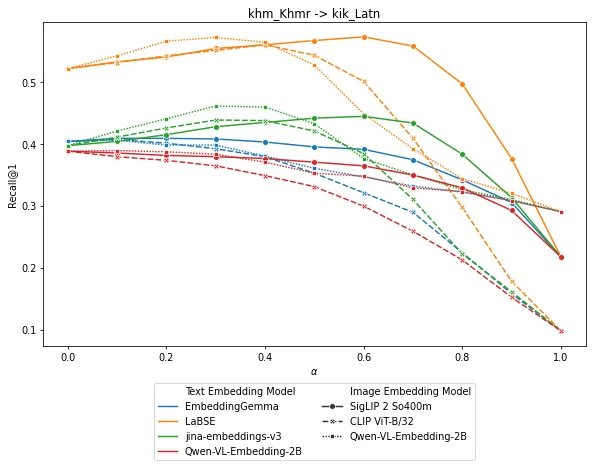 khm_Khmr -> kik_Latn
Recall@1
0.5
0.4
0.3
0.2
0.1
0.0
0.2
0.4
0.6
0.8
1.0
α
Text Embedding Model
EmbeddingGemma
LaBSE
jina-embeddings-v3
Qwen-VL-Embedding-2B
Image Embedding Model
SigLIP 2 So400m
CLIP ViT-B/32
Qwen-VL-Embedding-2B